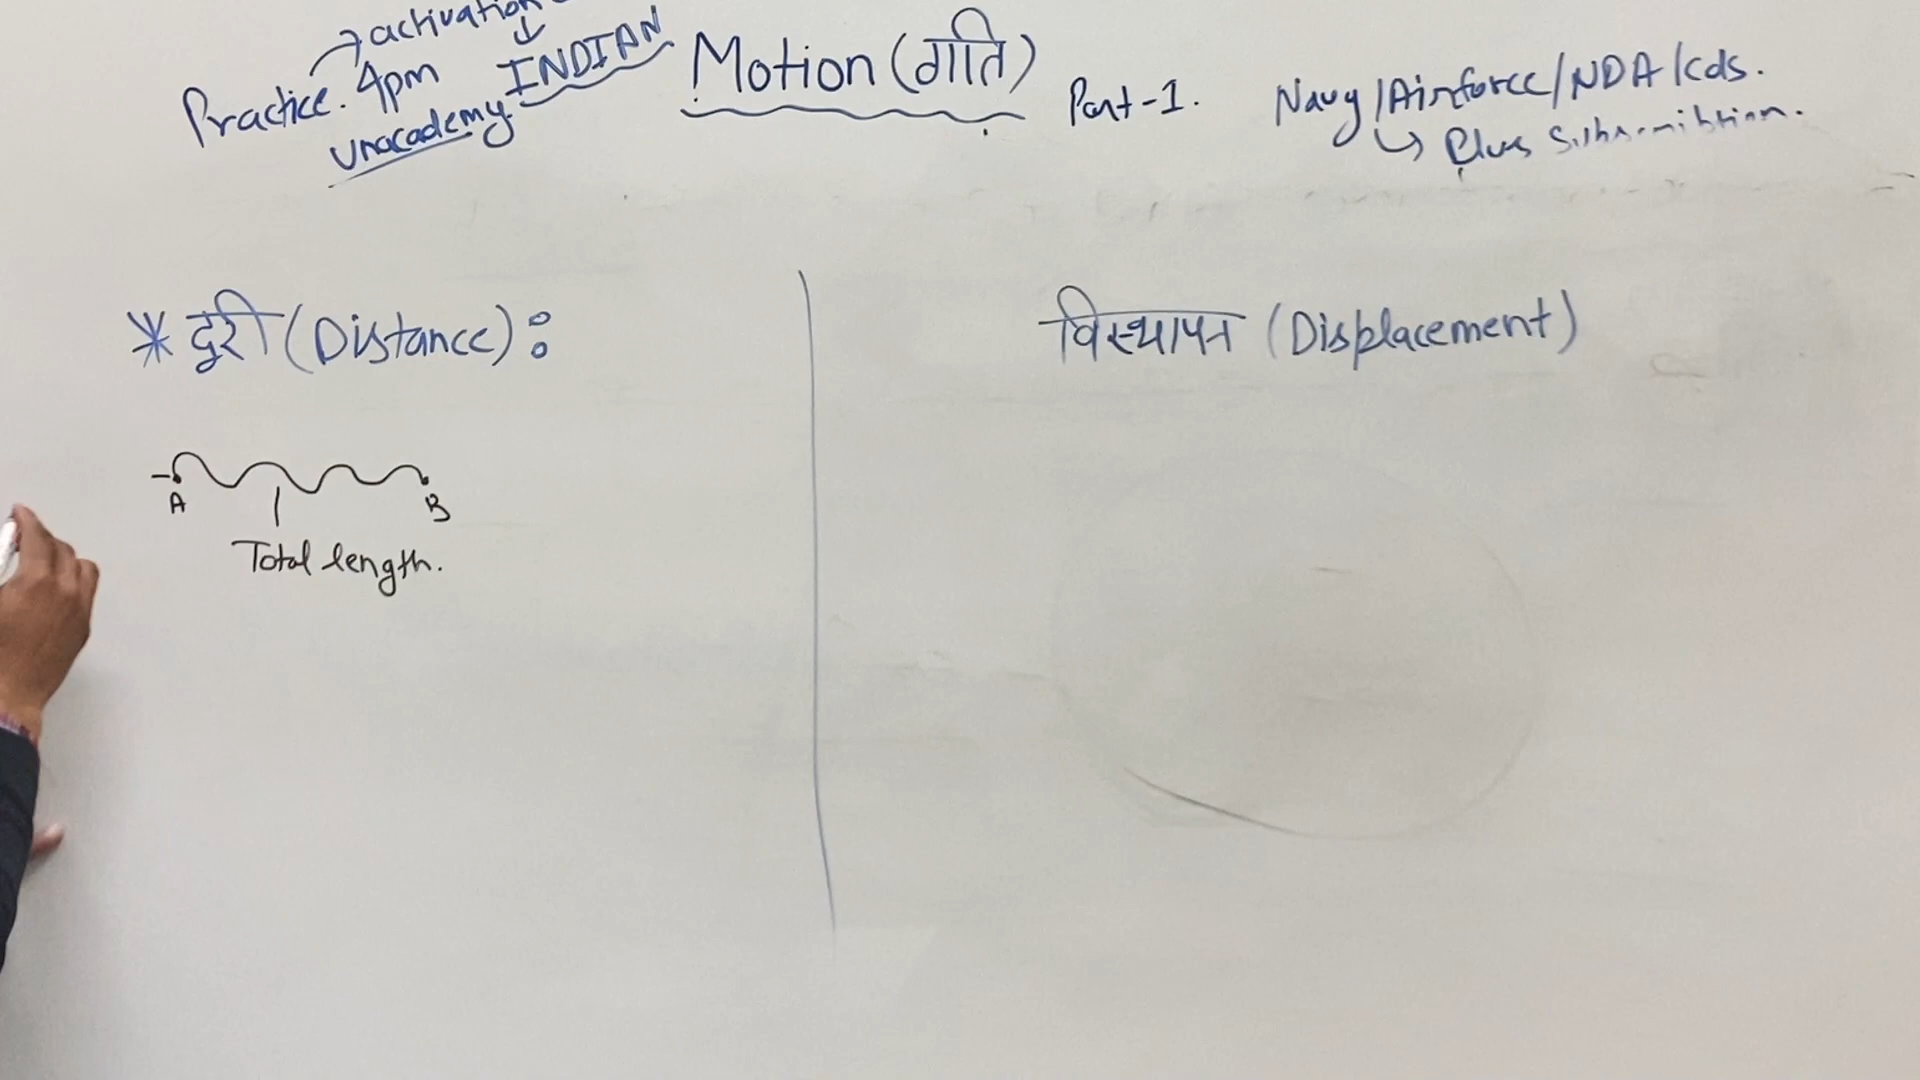 activation
Practice. 4pm
INDIAN
unacademy
Motion (गति)
Part-1.
Navy/Airforce/NDA/cds.
Plus
* दुरी (Distance):
विस्थापन (Displacement)
A
B
Total length.